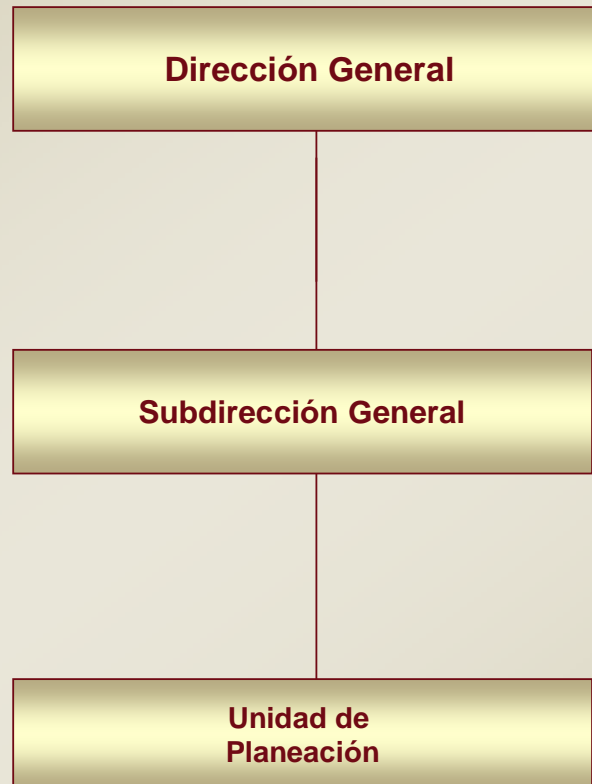 Dirección General
Subdirección General
Unidad de
Planeación